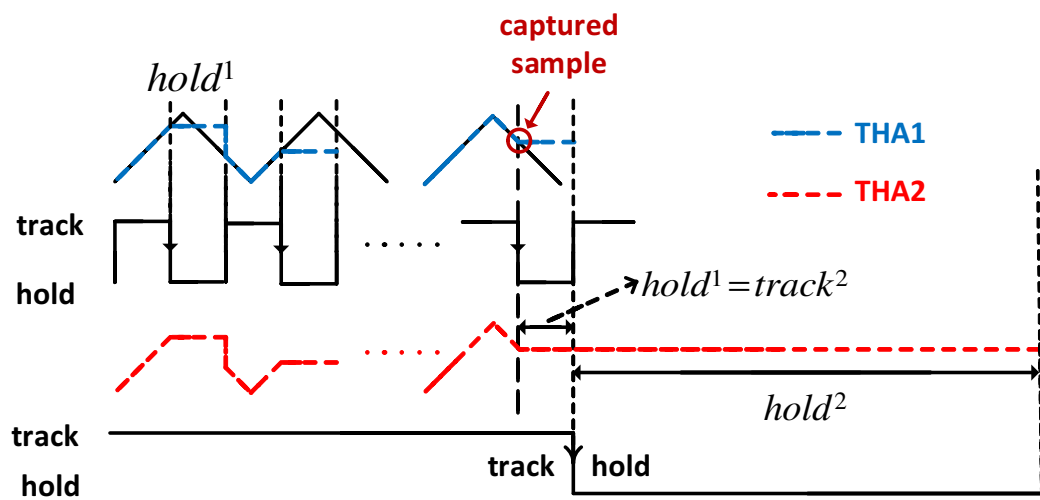 captured
sample
hold¹
THA1
THA2
track
hold
hold¹=track²
hold²
track
track hold
hold